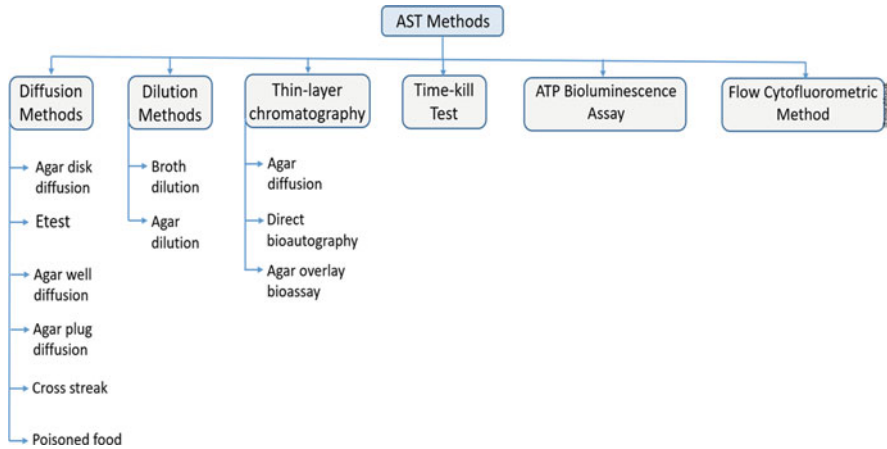 AST Methods
Diffusion
Methods
Dilution
Methods
Thin-layer
chromatography
Time-kill
Test
ATP Bioluminescence
Assay
Flow Cytofluorometric
Method
Agar disk
diffusion
Etest
Agar well
diffusion
Agar plug
diffusion
Cross streak
Poisoned food
Broth
dilution
Agar
dilution
Agar
diffusion
Direct
bioautography
Agar overlay
bioassay